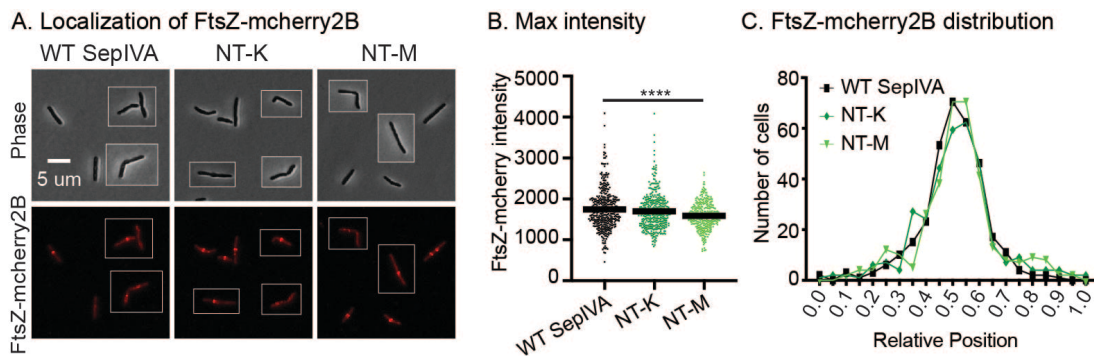 A. Localization of FtsZ-mcherry2B
WT SepIVA NT-K NT-M
Phase
5 um
FtsZ-mcherry2B
B. Max intensity
FtsZ-mcherry intensity
5000
4000
3000
2000
1000
0
****
WT SepIVA
NT-K
NT-M
C. FtsZ-mcherry2B distribution
Number of cells
80
60
40
20
0
WT SepIVA
NT-K
NT-M
0.0 0.1 0.2 0.3 0.4 0.5 0.6 0.7 0.8 0.9 1.0
Relative Position